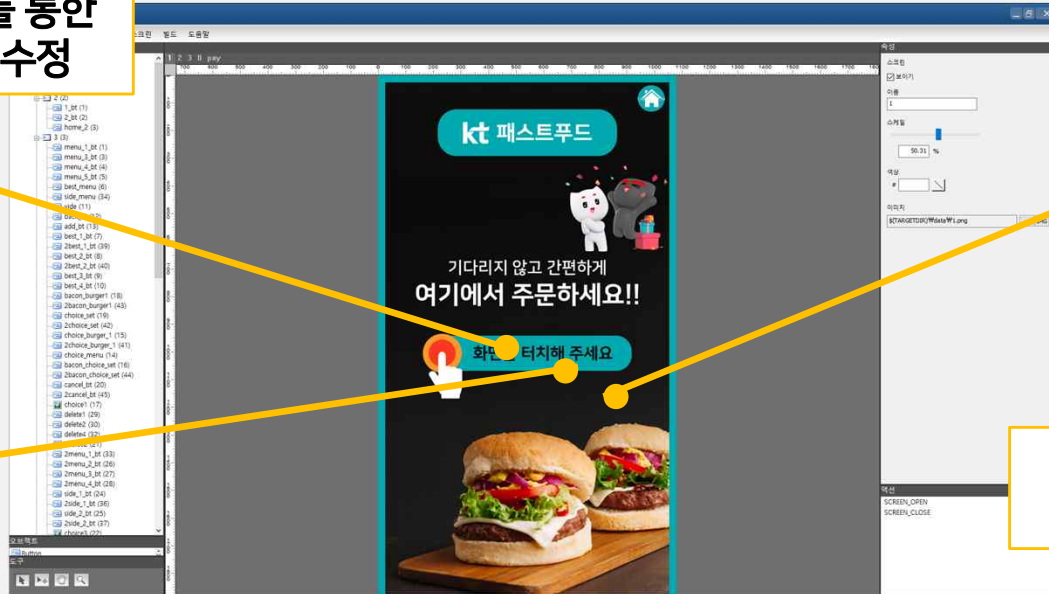 통한
수정
빌드 도움말
1 2 3 8 pay
2 (2)
1_bt (1)
2_bt (2)
home_2 (3)
3 (3)
menu_1_bt (1)
menu_3_bt (3)
menu_4_bt (4)
menu_5_bt (5)
best_menu (6)
side_menu (34)
side (11)
add_bt (13)
best_1_bt (7)
2best_1_bt (39)
best_2_bt (8)
2best_2_bt (40)
best_3_bt (9)
best_4_bt (10)
bacon_burger1 (18)
2bacon_burger1 (43)
choice_set (19)
2choice_set (42)
choice_burger_1 (15)
2choice_burger_1 (41)
choice_menu (14)
bacon_choice_set (16)
2bacon_choice_set (44)
cancel_bt (20)
2cancel_bt (45)
choice1 (17)
delete1 (29)
delete2 (30)
delete4 (32)
2menu_1_bt (33)
2menu_2_bt (26)
2menu_3_bt (27)
2menu_4_bt (28)
side_1_bt (24)
2side_1_bt (36)
side_2_bt (25)
2side_2_bt (37)
choice3 (22)
오브젝트
Button
도구
kt 패스트푸드
기다리지 않고 간편하게
여기에서 주문하세요!!
터치해 주세요
속성
스크린
보이기
이름
1
스케일
50.31 %
색상
#
이미지
$(TARGETDIR)₩data₩1.png
액션
SCREEN_OPEN
SCREEN_CLOSE